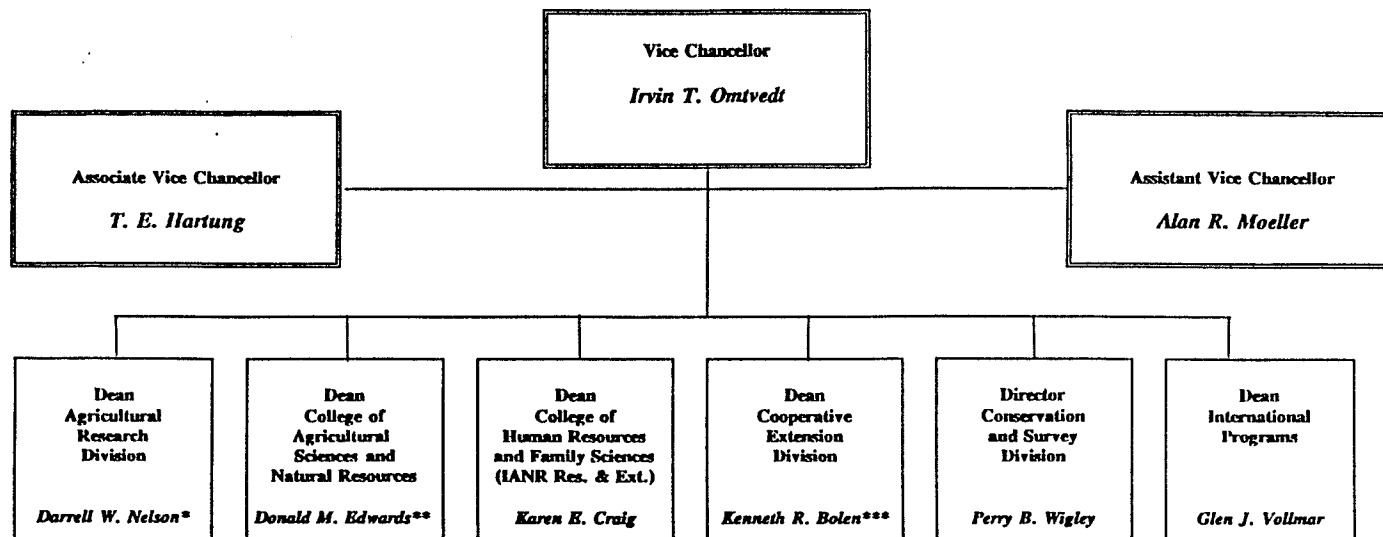 Vice Chancellor
Irvin T. Omtvedt
Associate Vice Chancellor
T. E. Hartung
Assistant Vice Chancellor
Alan R. Moeller
Dean
Agricultural
Research
Division
Darrell W. Nelson*
Dean
College of
Agricultural
Sciences and
Natural Resources
Donald M. Edwards**
Dean
College of
Human Resources
and Family Sciences
(IANR Res. & Ext.)
Karen E. Craig
Dean
Cooperative
Extension
Division
Kenneth R. Bolen***
Director
Conservation
and Survey
Division
Perry B. Wigley
Dean
International
Programs
Glen J. Vollmar